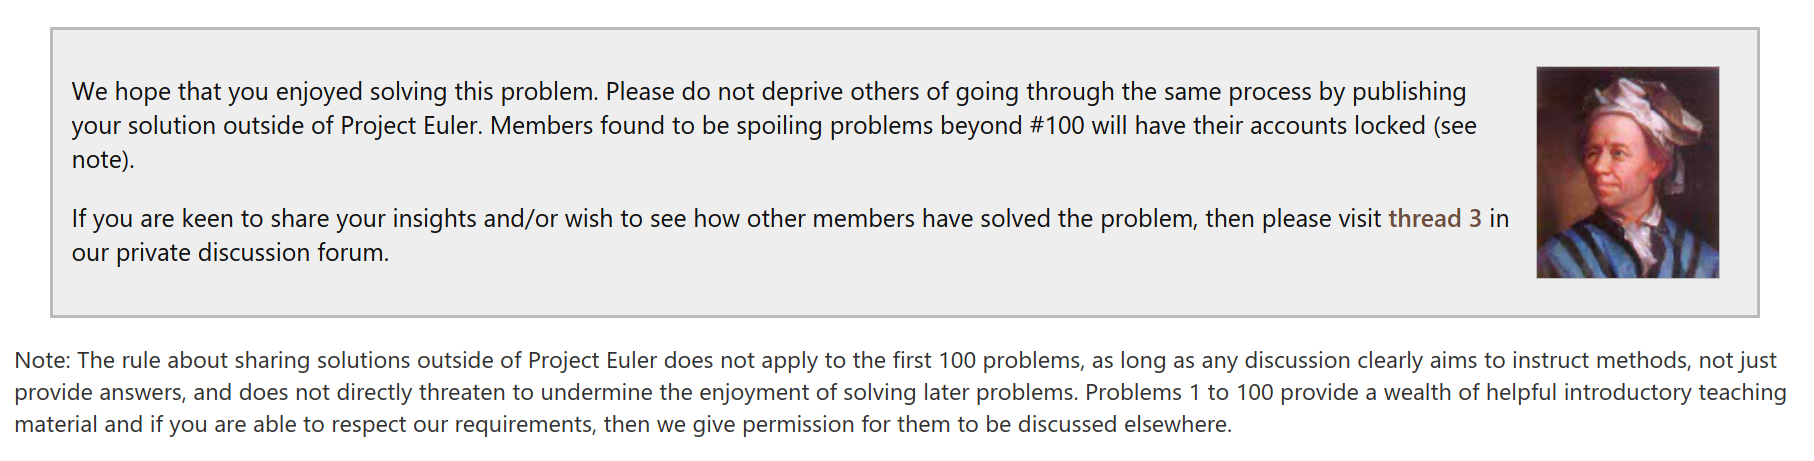 We hope that you enjoyed solving this problem. Please do not deprive others of going through the same process by publishing
your solution outside of Project Euler. Members found to be spoiling problems beyond #100 will have their accounts locked (see
note).
If you are keen to share your insights and/or wish to see how other members have solved the problem, then please visit thread 3 in
our private discussion forum.
Note: The rule about sharing solutions outside of Project Euler does not apply to the first 100 problems, as long as any discussion clearly aims to instruct methods, not just
provide answers, and does not directly threaten to undermine the enjoyment of solving later problems. Problems 1 to 100 provide a wealth of helpful introductory teaching
material and if you are able to respect our requirements, then we give permission for them to be discussed elsewhere.